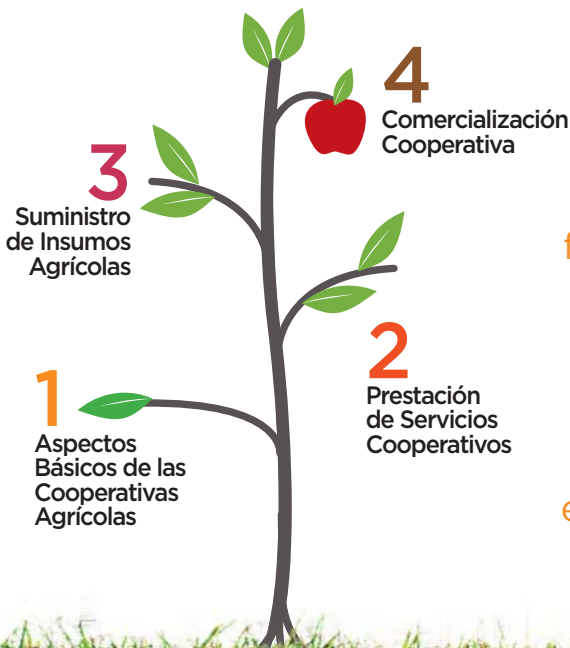 4
Comercialización
Cooperativa
3
Suministro
de Insumos
Agrícolas
2
Prestación
de Servicios
Cooperativos
1
Aspectos
Básicos de las
Cooperativas
Agrícolas